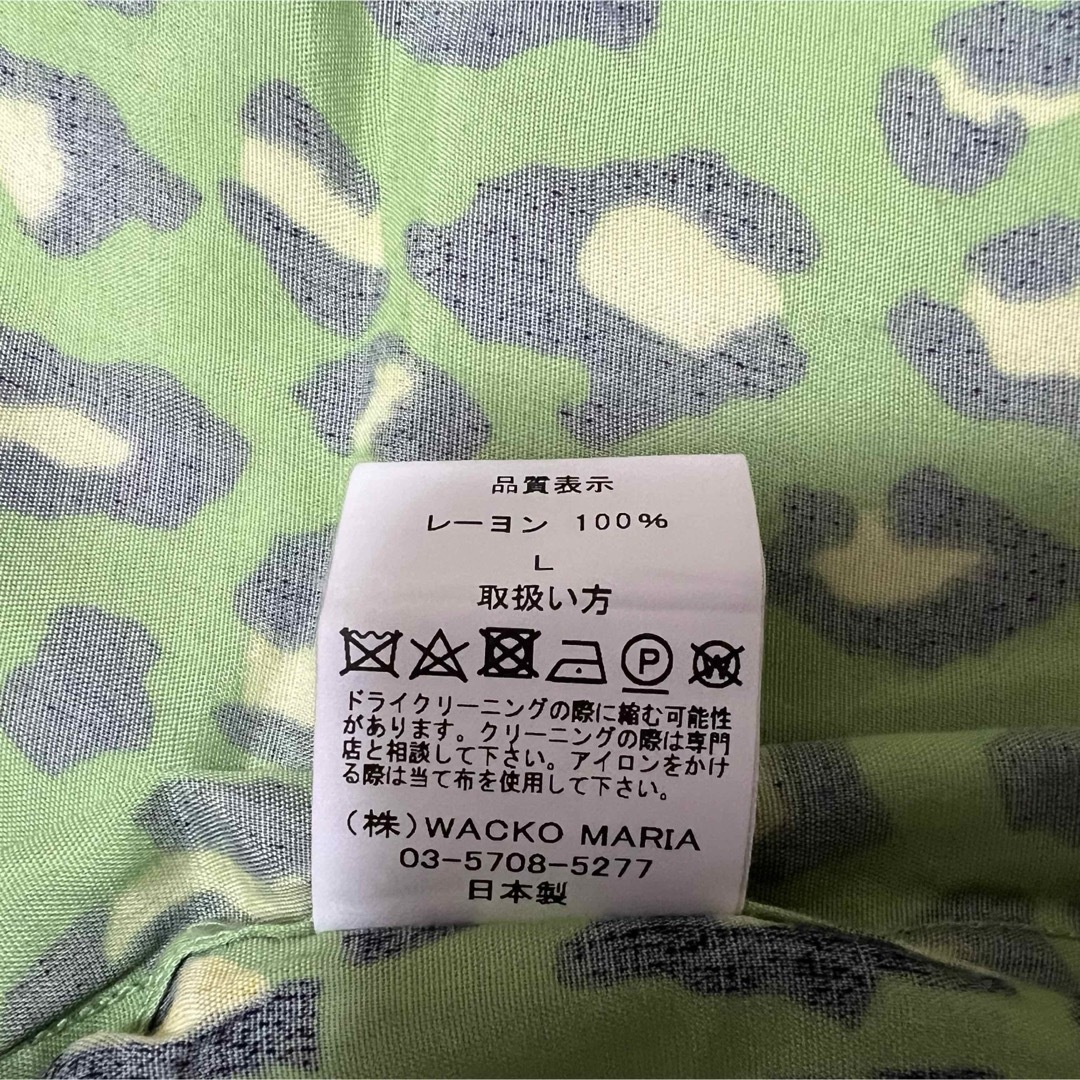 品質表示
レーヨン 100%
L
取扱い方
P
W
ドライクリーニングの際に縮む可能性
があります。クリーニングの際は専門
店と相談して下さい。アイロンをかけ
る際は当て布を使用して下さい。
(株)WACKO MARIA
03-5708-5277
日本製